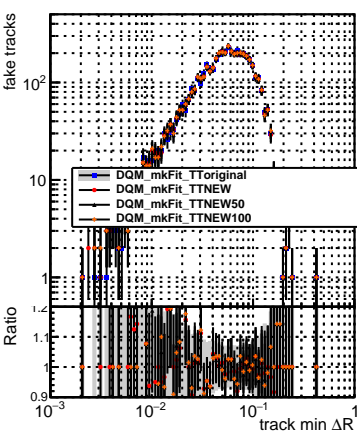 fake tracks
10²
10
1
DQM_mkFit_TToriginal
DQM_mkFit_TTNEW
DQM_mkFit_TTNEW50
DQM_mkFit_TTNEW100
Ratio
1.2
1.1
1
0.9
10⁻³ 10⁻² 10⁻¹ 1
track min ΔR